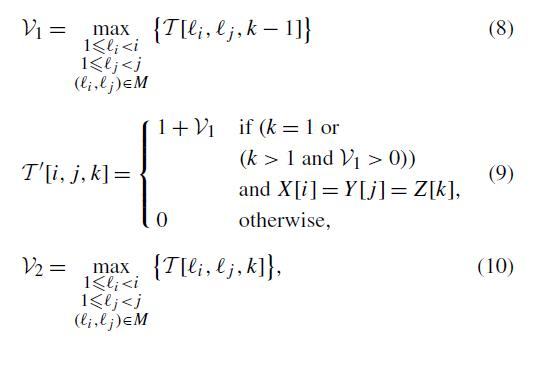 𝒱₁ = max {𝒯[ℓᵢ, ℓⱼ, k − 1]} (8)
1⩽ℓᵢ<i
1⩽ℓⱼ<j
(ℓᵢ,ℓⱼ)∈M
1 + 𝒱₁ if (k = 1 or
(k > 1 and 𝒱₁ > 0))
𝒯′[i, j, k] = { and X[i] = Y[j] = Z[k], (9)
0 otherwise,
𝒱₂ = max {𝒯[ℓᵢ, ℓⱼ, k]}, (10)
1⩽ℓᵢ<i
1⩽ℓⱼ<j
(ℓᵢ,ℓⱼ)∈M